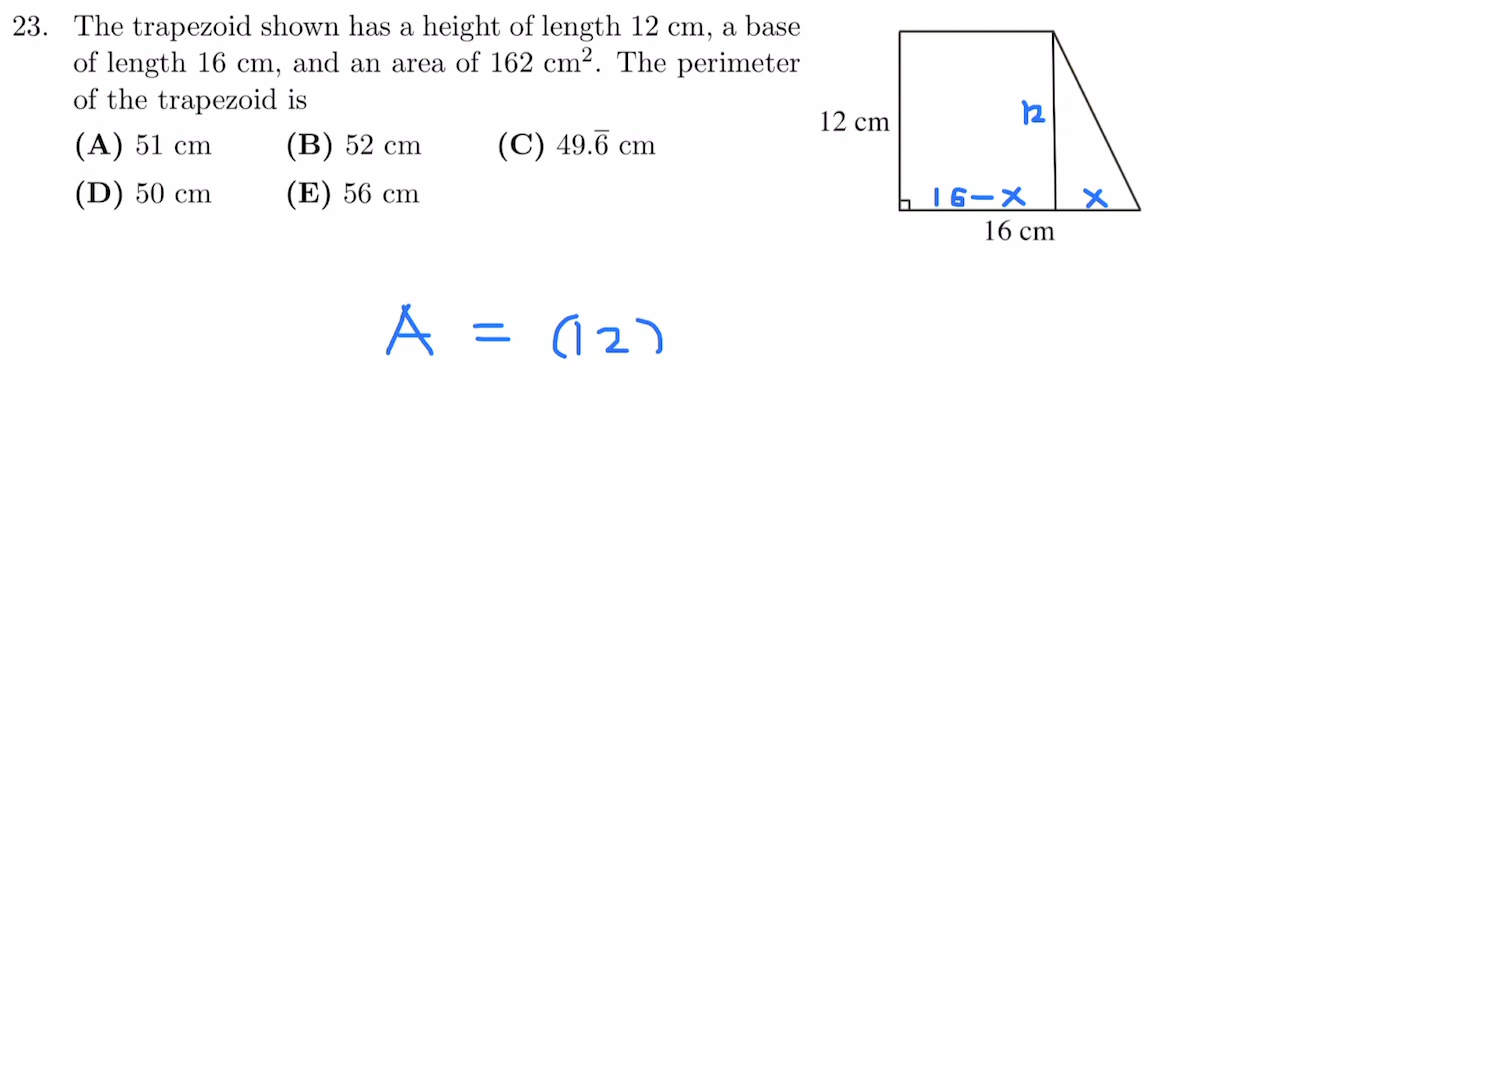 23. The trapezoid shown has a height of length 12 cm, a base
of length 16 cm, and an area of 162 cm². The perimeter
of the trapezoid is
(A) 51 cm (B) 52 cm (C) 49.6̅ cm
(D) 50 cm (E) 56 cm
12 cm
12
16-x x
16 cm
A = (12)